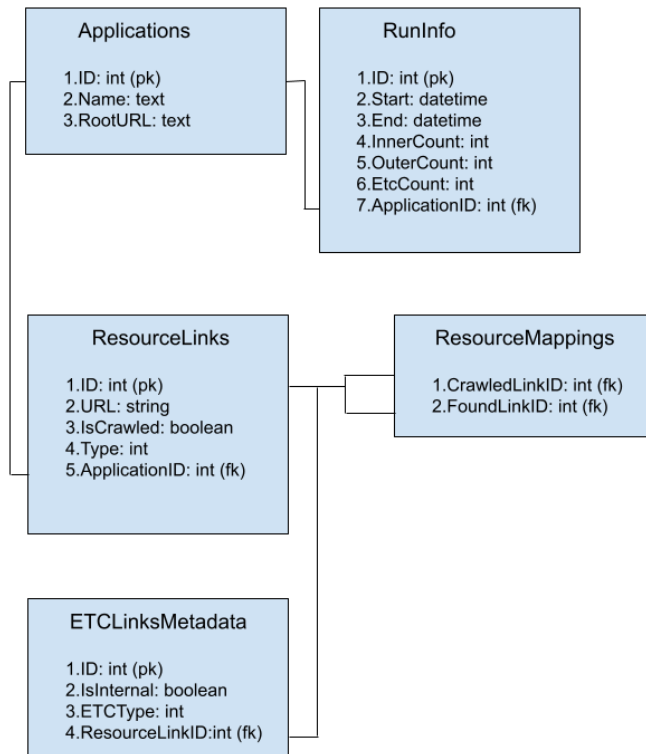 Applications
1.ID: int (pk)
2.Name: text
3.RootURL: text
RunInfo
1.ID: int (pk)
2.Start: datetime
3.End: datetime
4.InnerCount: int
5.OuterCount: int
6.EtcCount: int
7.ApplicationID: int (fk)
ResourceLinks
1.ID: int (pk)
2.URL: string
3.IsCrawled: boolean
4.Type: int
5.ApplicationID: int (fk)
ResourceMappings
1.CrawledLinkID: int (fk)
2.FoundLinkID: int (fk)
ETCLinksMetadata
1.ID: int (pk)
2.IsInternal: boolean
3.ETCType: int
4.ResourceLinkID:int (fk)